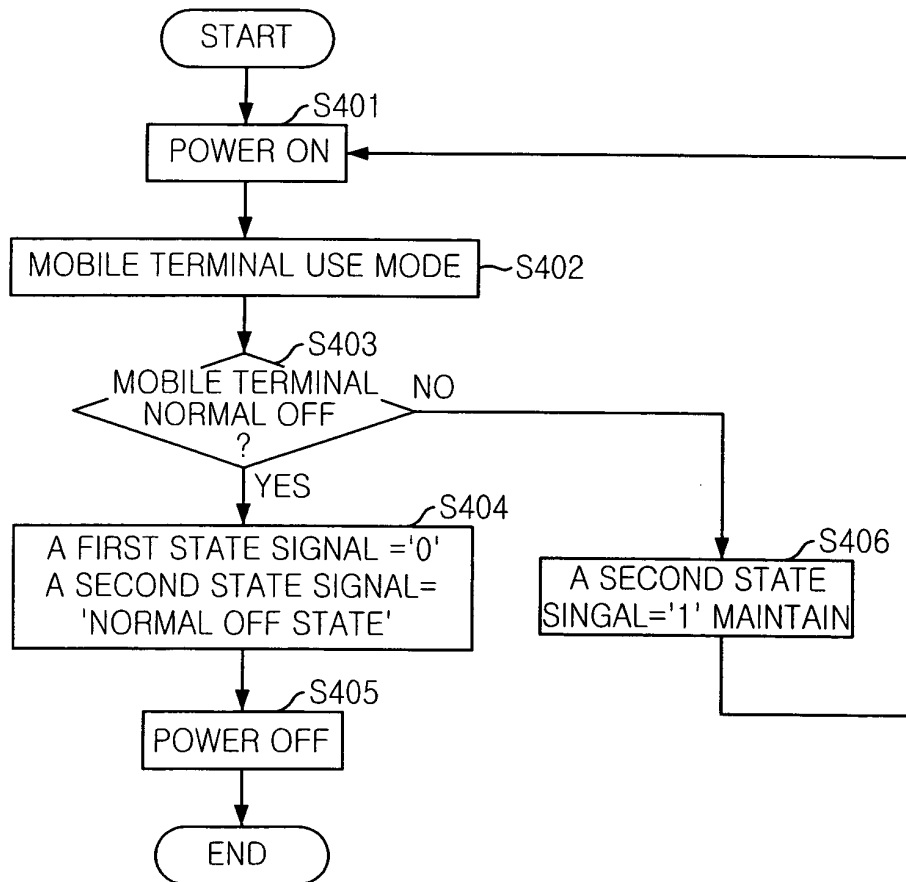 START
S401
POWER ON
MOBILE TERMINAL USE MODE
S402
S403
MOBILE TERMINAL
NORMAL OFF
?
NO
YES
S404
A FIRST STATE SIGNAL ='0'
A SECOND STATE SIGNAL=
'NORMAL OFF STATE'
S406
A SECOND STATE
SINGAL='1' MAINTAIN
S405
POWER OFF
END